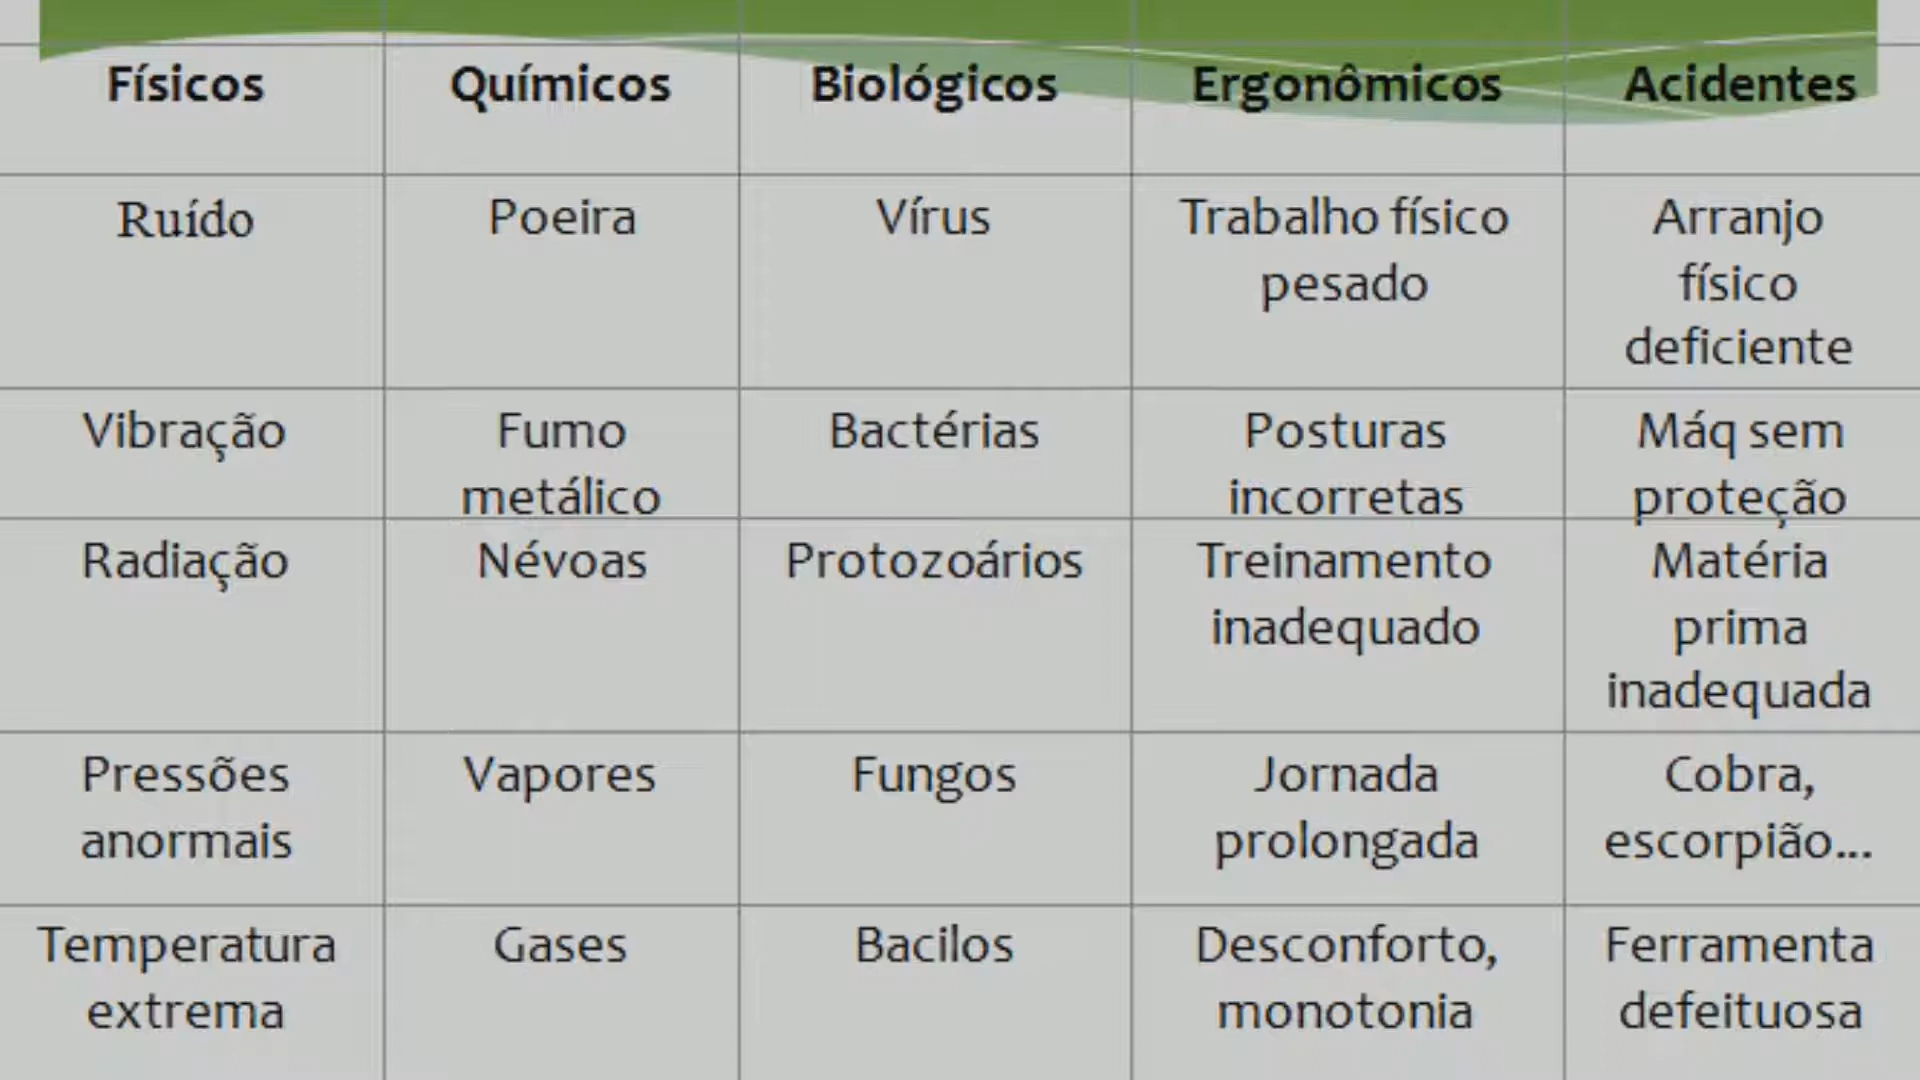 Físicos Químicos Biológicos Ergonômicos Acidentes
Ruído Poeira Vírus Trabalho físico Arranjo
pesado físico
deficiente
Vibração Fumo Bactérias Posturas Máq sem
metálico incorretas proteção
Radiação Névoas Protozoários Treinamento Matéria
inadequado prima
inadequada
Pressões Vapores Fungos Jornada Cobra,
anormais prolongada escorpião...
Temperatura Gases Bacilos Desconforto, Ferramenta
extrema monotonia defeituosa